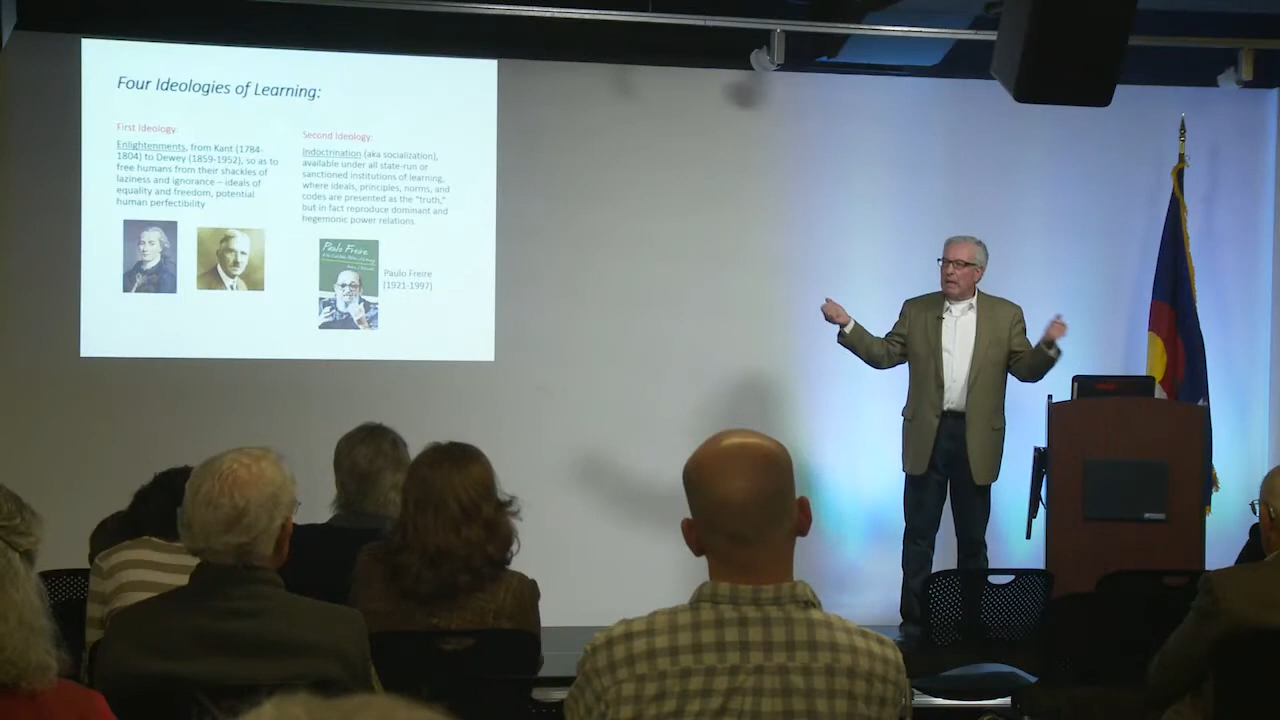 Four Ideologies of Learning:
First Ideology:
Enlightenments, from Kant (1784-
1804) to Dewey (1859-1952), so as to
free humans from their shackles of
laziness and ignorance – ideals of
equality and freedom, potential
human perfectibility
Second Ideology:
Indoctrination (aka socialization),
available under all state-run or
sanctioned institutions of learning,
where ideals, principles, norms, and
codes are presented as the "truth,"
but in fact reproduce dominant and
hegemonic power relations.
Paulo Freire
Paulo Freire
(1921-1997)